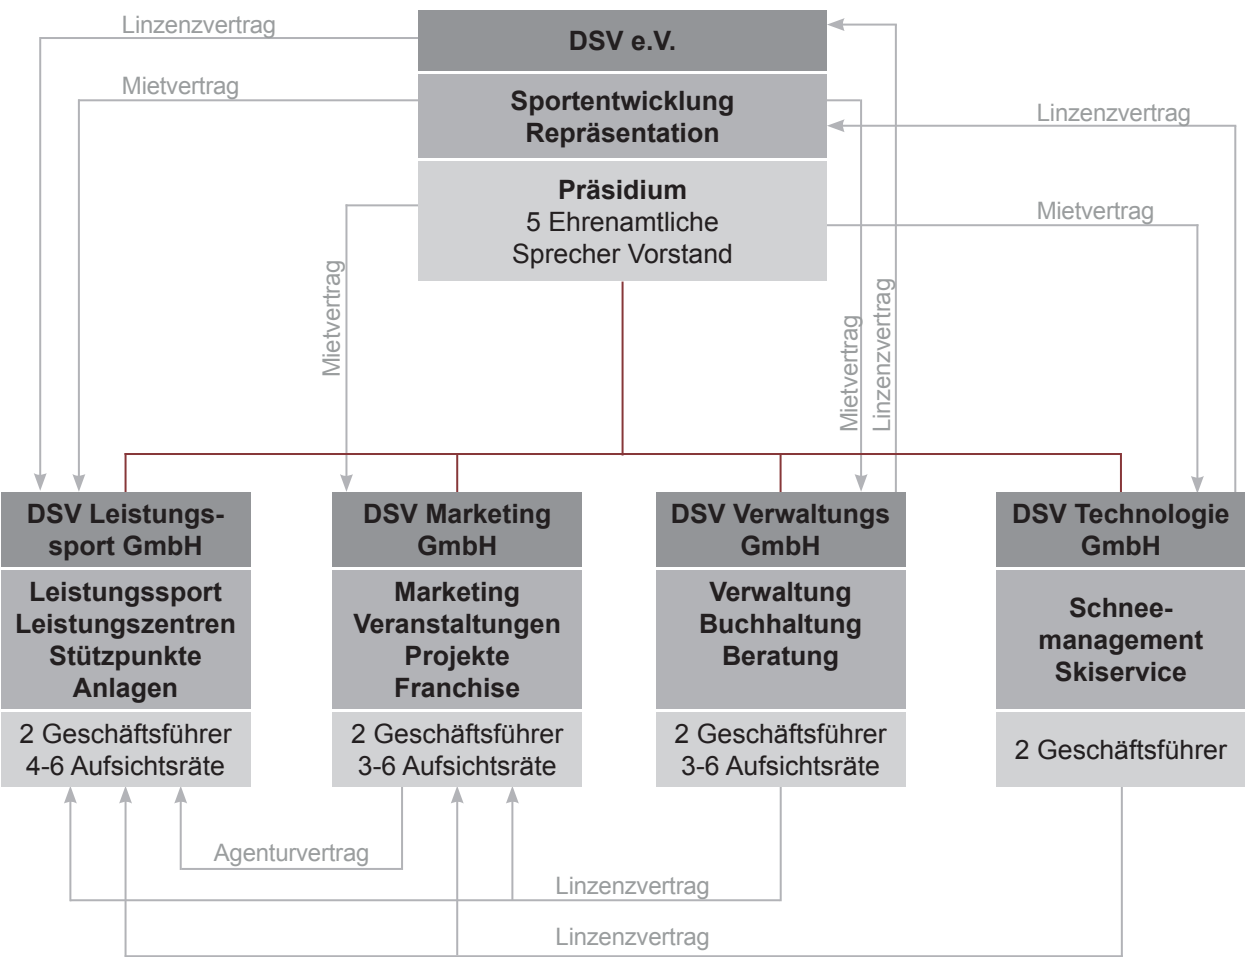 Linzenzvertrag
DSV e.V.
Mietvertrag
Sportentwicklung
Repräsentation
Linzenzvertrag
Präsidium
5 Ehrenamtliche
Sprecher Vorstand
Mietvertrag
Mietvertrag
Mietvertrag
Linzenzvertrag
DSV Leistungs-
sport GmbH
Leistungssport
Leistungszentren
Stützpunkte
Anlagen
2 Geschäftsführer
4-6 Aufsichtsräte
DSV Marketing
GmbH
Marketing
Veranstaltungen
Projekte
Franchise
2 Geschäftsführer
3-6 Aufsichtsräte
DSV Verwaltungs
GmbH
Verwaltung
Buchhaltung
Beratung
2 Geschäftsführer
3-6 Aufsichtsräte
DSV Technologie
GmbH
Schnee-
management
Skiservice
2 Geschäftsführer
Agenturvertrag
Linzenzvertrag
Linzenzvertrag